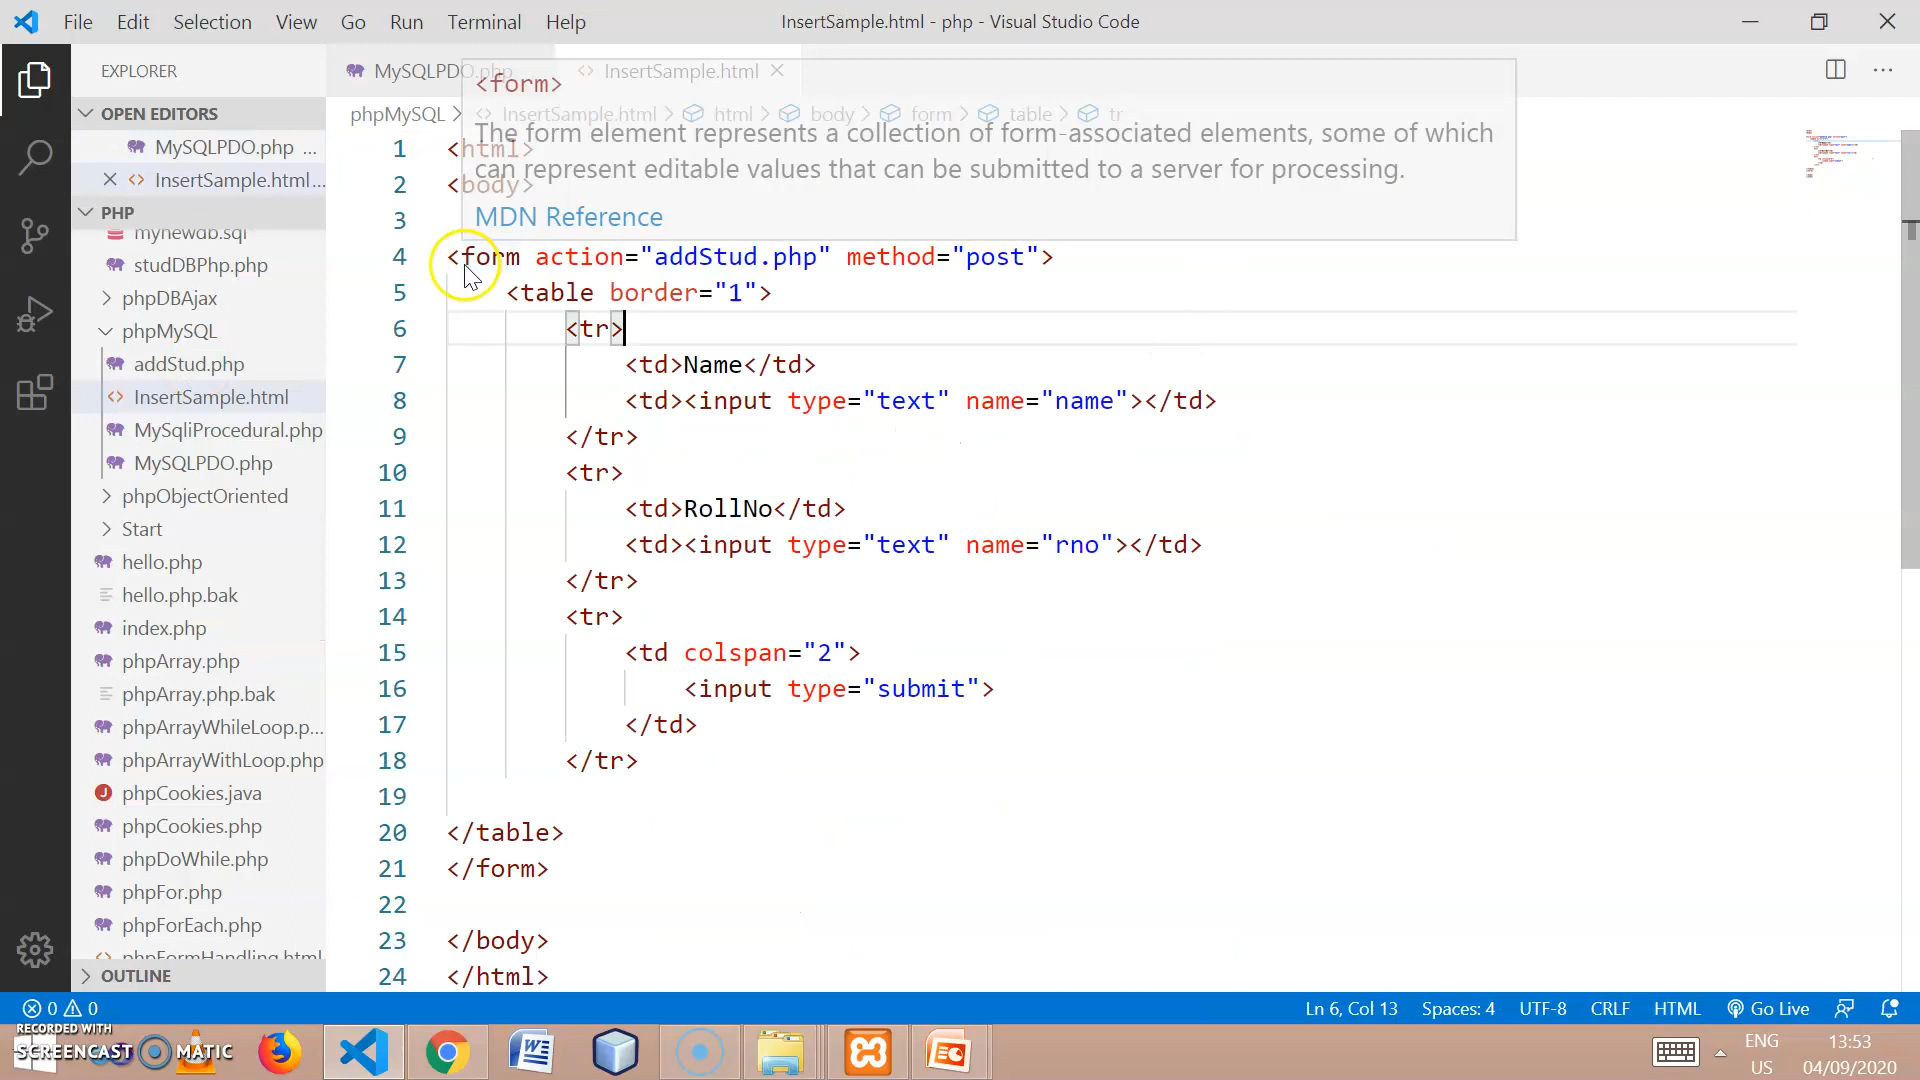 File Edit Selection View Go Run Terminal Help InsertSample.html - php - Visual Studio Code
EXPLORER
OPEN EDITORS
MySQLPDO.php ...
InsertSample.html...
PHP
mynewdb.sql
studDBPhp.php
phpDBAjax
phpMySQL
addStud.php
InsertSample.html
MySqliProcedural.php
MySQLPDO.php
phpObjectOriented
Start
hello.php
hello.php.bak
index.php
phpArray.php
phpArray.php.bak
phpArrayWhileLoop.p...
phpArrayWithLoop.php
phpCookies.java
phpCookies.php
phpDoWhile.php
phpFor.php
phpForEach.php
phpFormHandling.html
OUTLINE
MySQLPDO.php InsertSample.html
phpMySQL > InsertSample.html > html > body > form > table > tr
<form>
The form element represents a collection of form-associated elements, some of which
can represent editable values that can be submitted to a server for processing.
MDN Reference
1 <html>
2 <body>
3
4 <form action="addStud.php" method="post">
5 <table border="1">
6 <tr>
7 <td>Name</td>
8 <td><input type="text" name="name"></td>
9 </tr>
10 <tr>
11 <td>RollNo</td>
12 <td><input type="text" name="rno"></td>
13 </tr>
14 <tr>
15 <td colspan="2">
16 <input type="submit">
17 </td>
18 </tr>
19
20 </table>
21 </form>
22
23 </body>
24 </html>
0 0 Ln 6, Col 13 Spaces: 4 UTF-8 CRLF HTML Go Live
RECORDED WITH
SCREENCAST MATIC
ENG
US
13:53
04/09/2020